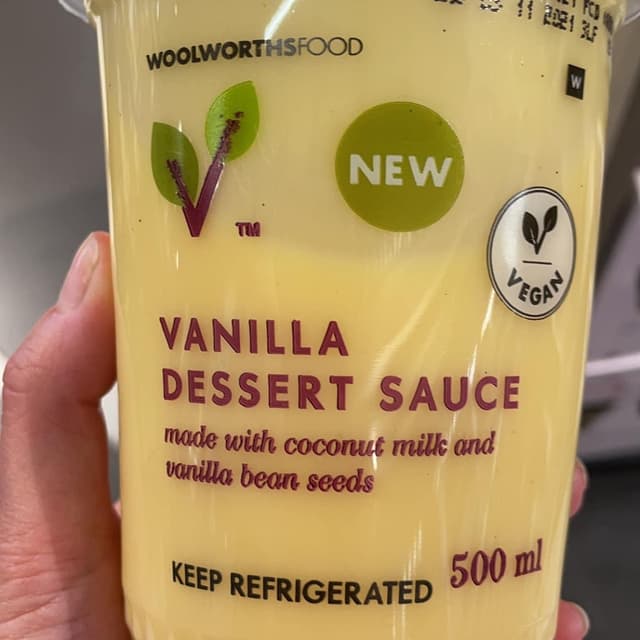 WOOLWORTHSFOOD
W
NEW
TM
VEGAN
VANILLA
DESSERT SAUCE
made with coconut milk and
vanilla bean seeds
KEEP REFRIGERATED
500 ml